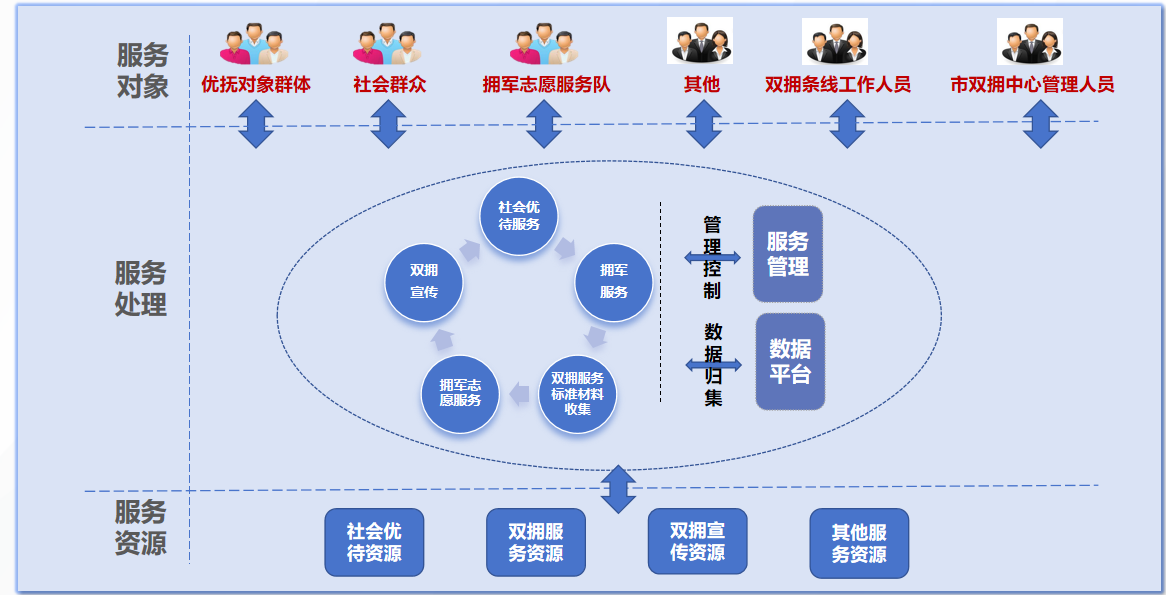 服务
对象
优抚对象群体
社会群众
拥军志愿服务队
其他
双拥条线工作人员
市双拥中心管理人员
服务
处理
社会优
待服务
双拥
宣传
拥军
服务
拥军志
愿服务
双拥服务
标准材料
收集
管
理
控
制
服务
管理
数
据
归
集
数据
平台
服务
资源
社会优
待资源
双拥服
务资源
双拥宣
传资源
其他服
务资源